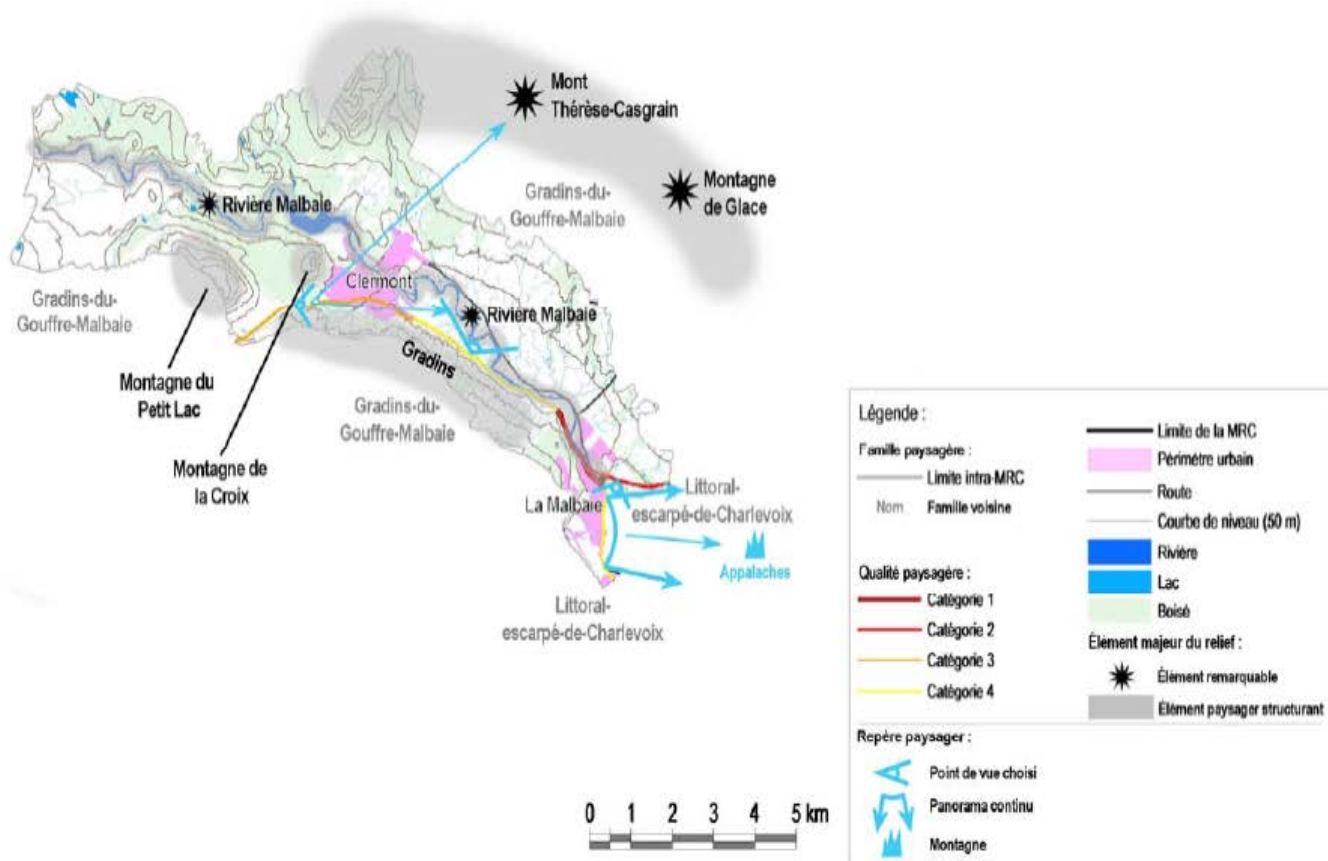 Mont
Thérèse-Casgrain
Montagne
de Glace
Gradins-du-
Gouffre-Malbaie
Rivière Malbaie
Clermont
Gradins-du-
Gouffre-Malbaie
Rivière Malbaie
Gradins
Montagne du
Petit Lac
Gradins-du-
Gouffre-Malbaie
Montagne de
la Croix
La Malbaie
Littoral-
escarpé-de-Charlevoix
Appalaches
Littoral-
escarpé-de-Charlevoix
0 1 2 3 4 5 km
Légende :
Famille paysagère :
Limite intra-MRC
Nom Famille voisine
Qualité paysagère :
Catégorie 1
Catégorie 2
Catégorie 3
Catégorie 4
Repère paysager :
Point de vue choisi
Panorama continu
Montagne
Limite de la MRC
Périmètre urbain
Route
Courbe de niveau (50 m)
Rivière
Lac
Boisé
Élément majeur du relief :
Élément remarquable
Élément paysager structurant